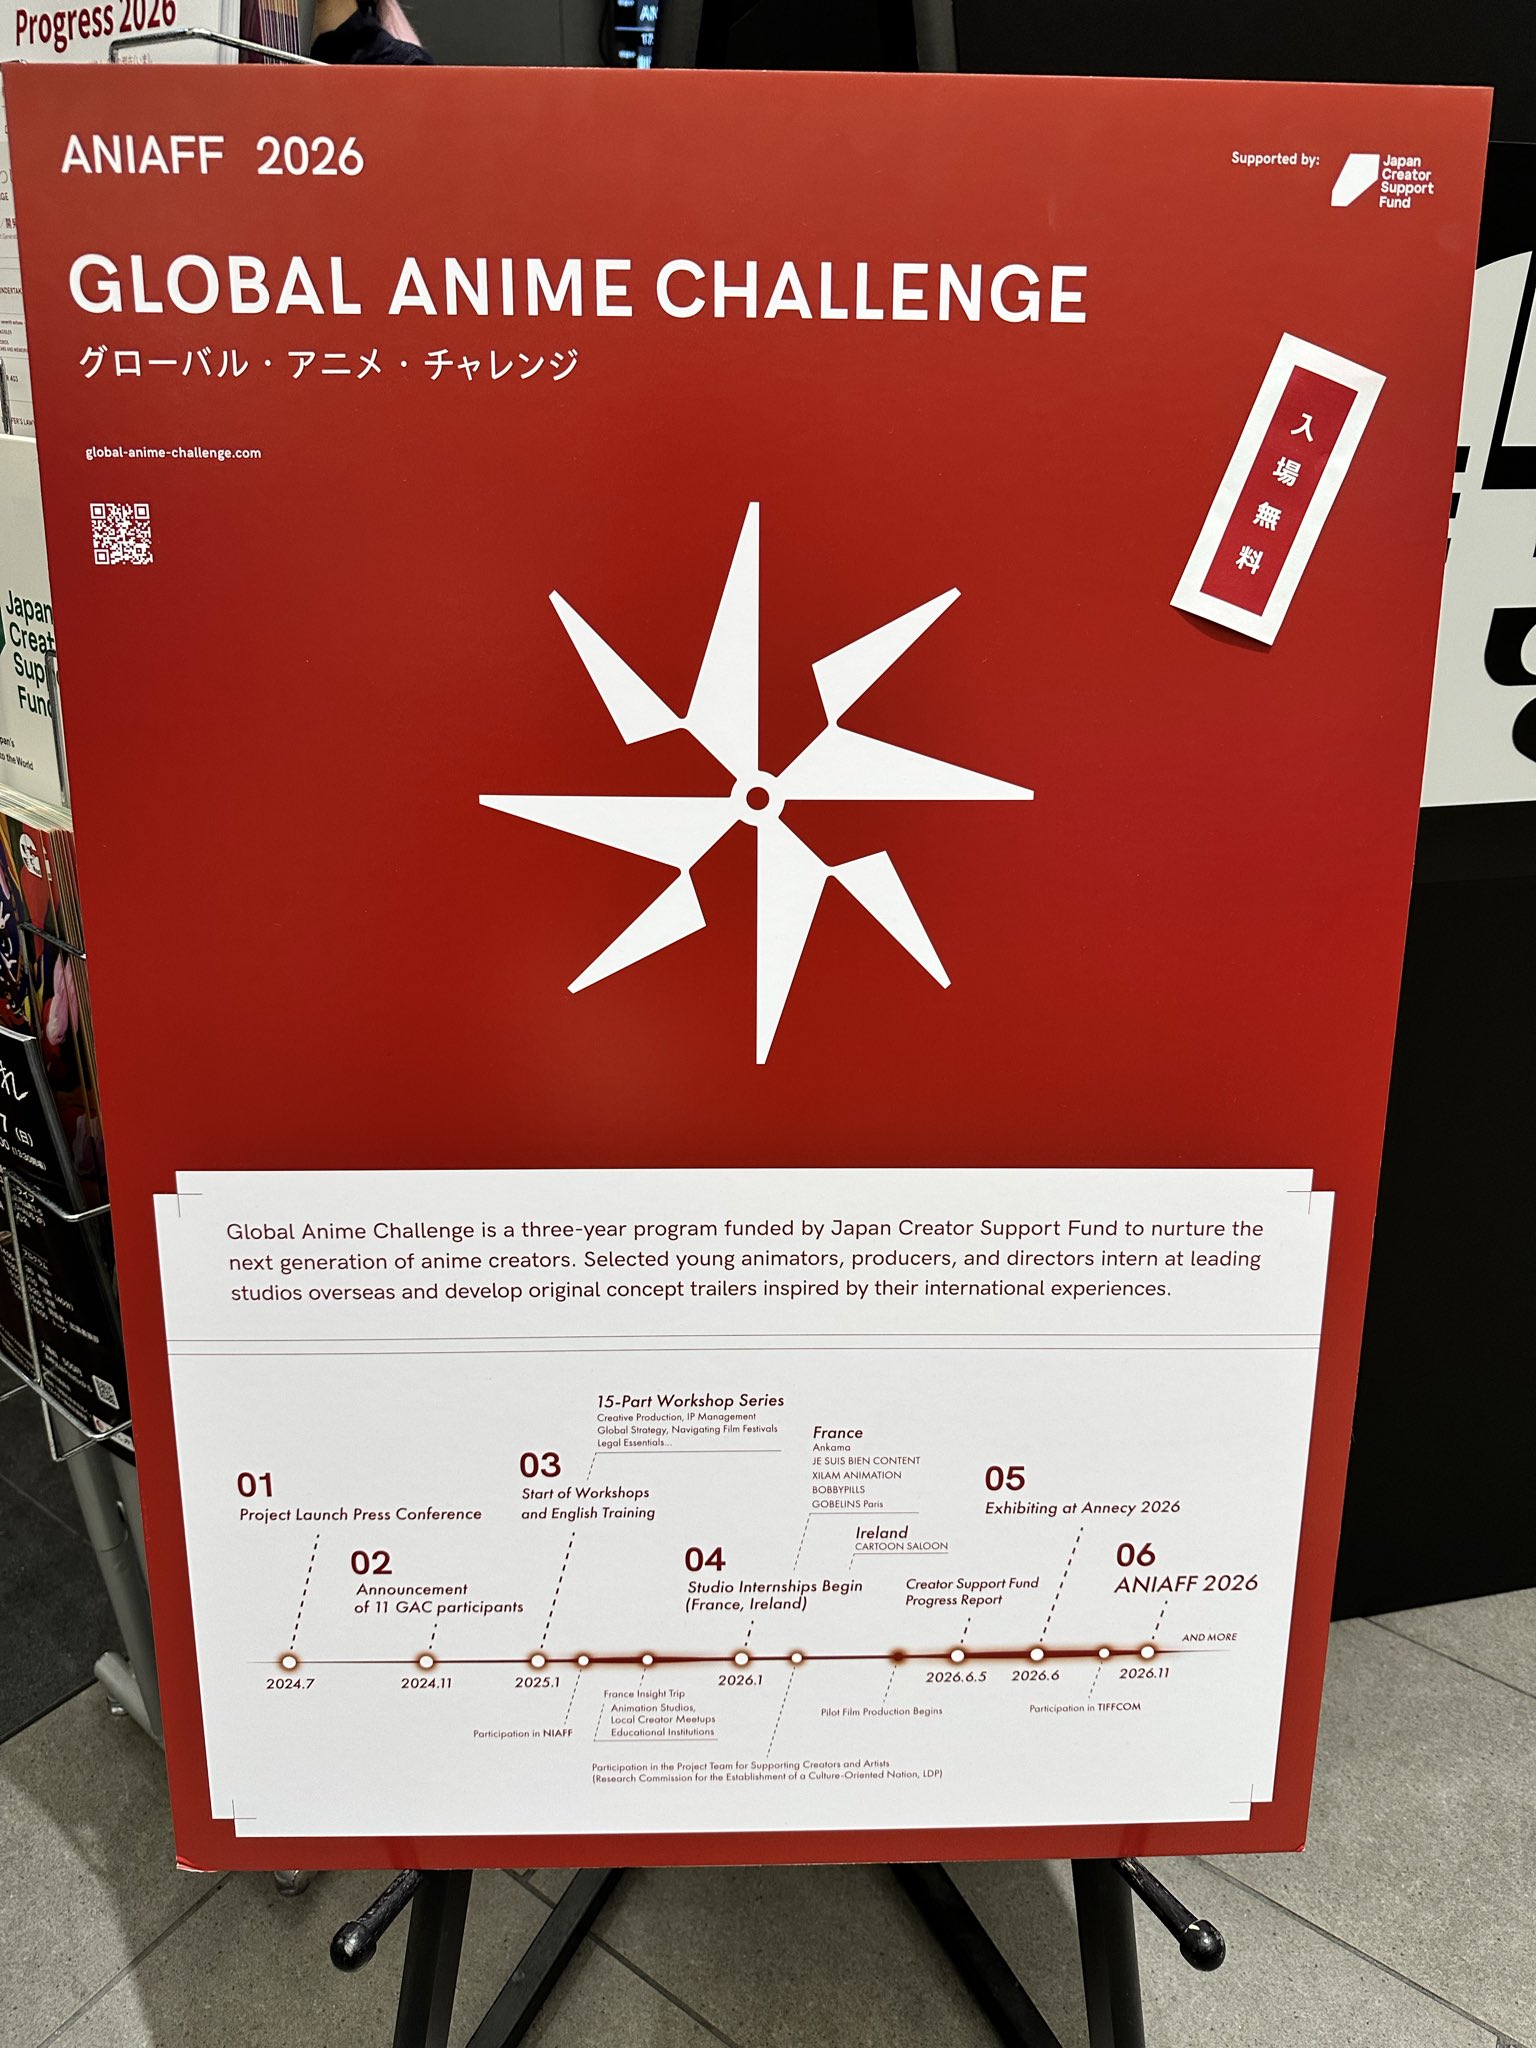 Progress 2026
ANIAFF 2026
Supported by:
Japan
Creator
Support
Fund
GLOBAL ANIME CHALLENGE
グローバル・アニメ・チャレンジ
global-anime-challenge.com
入場無料
Japan
Creat
Sup
Fund
to the World
Global Anime Challenge is a three-year program funded by Japan Creator Support Fund to nurture the
next generation of anime creators. Selected young animators, producers, and directors intern at leading
studios overseas and develop original concept trailers inspired by their international experiences.
01
Project Launch Press Conference
2024.7
02
Announcement
of 11 GAC participants
2024.11
03
Start of Workshops
and English Training
2025.1
15-Part Workshop Series
Creative Production, IP Management
Global Strategy, Navigating Film Festivals
Legal Essentials...
Participation in NIAFF
France Insight Trip
Animation Studios,
Local Creator Meetups
Educational Institutions
04
Studio Internships Begin
(France, Ireland)
2026.1
France
Ankama
JE SUIS BIEN CONTENT
XILAM ANIMATION
BOBBYPILLS
GOBELINS Paris
Ireland
CARTOON SALOON
Participation in the Project Team for Supporting Creators and Artists
(Research Commission for the Establishment of a Culture-Oriented Nation, LDP)
Pilot Film Production Begins
Creator Support Fund
Progress Report
2026.6.5
05
Exhibiting at Annecy 2026
2026.6
Participation in TIFFCOM
06
ANIAFF 2026
2026.11
AND MORE